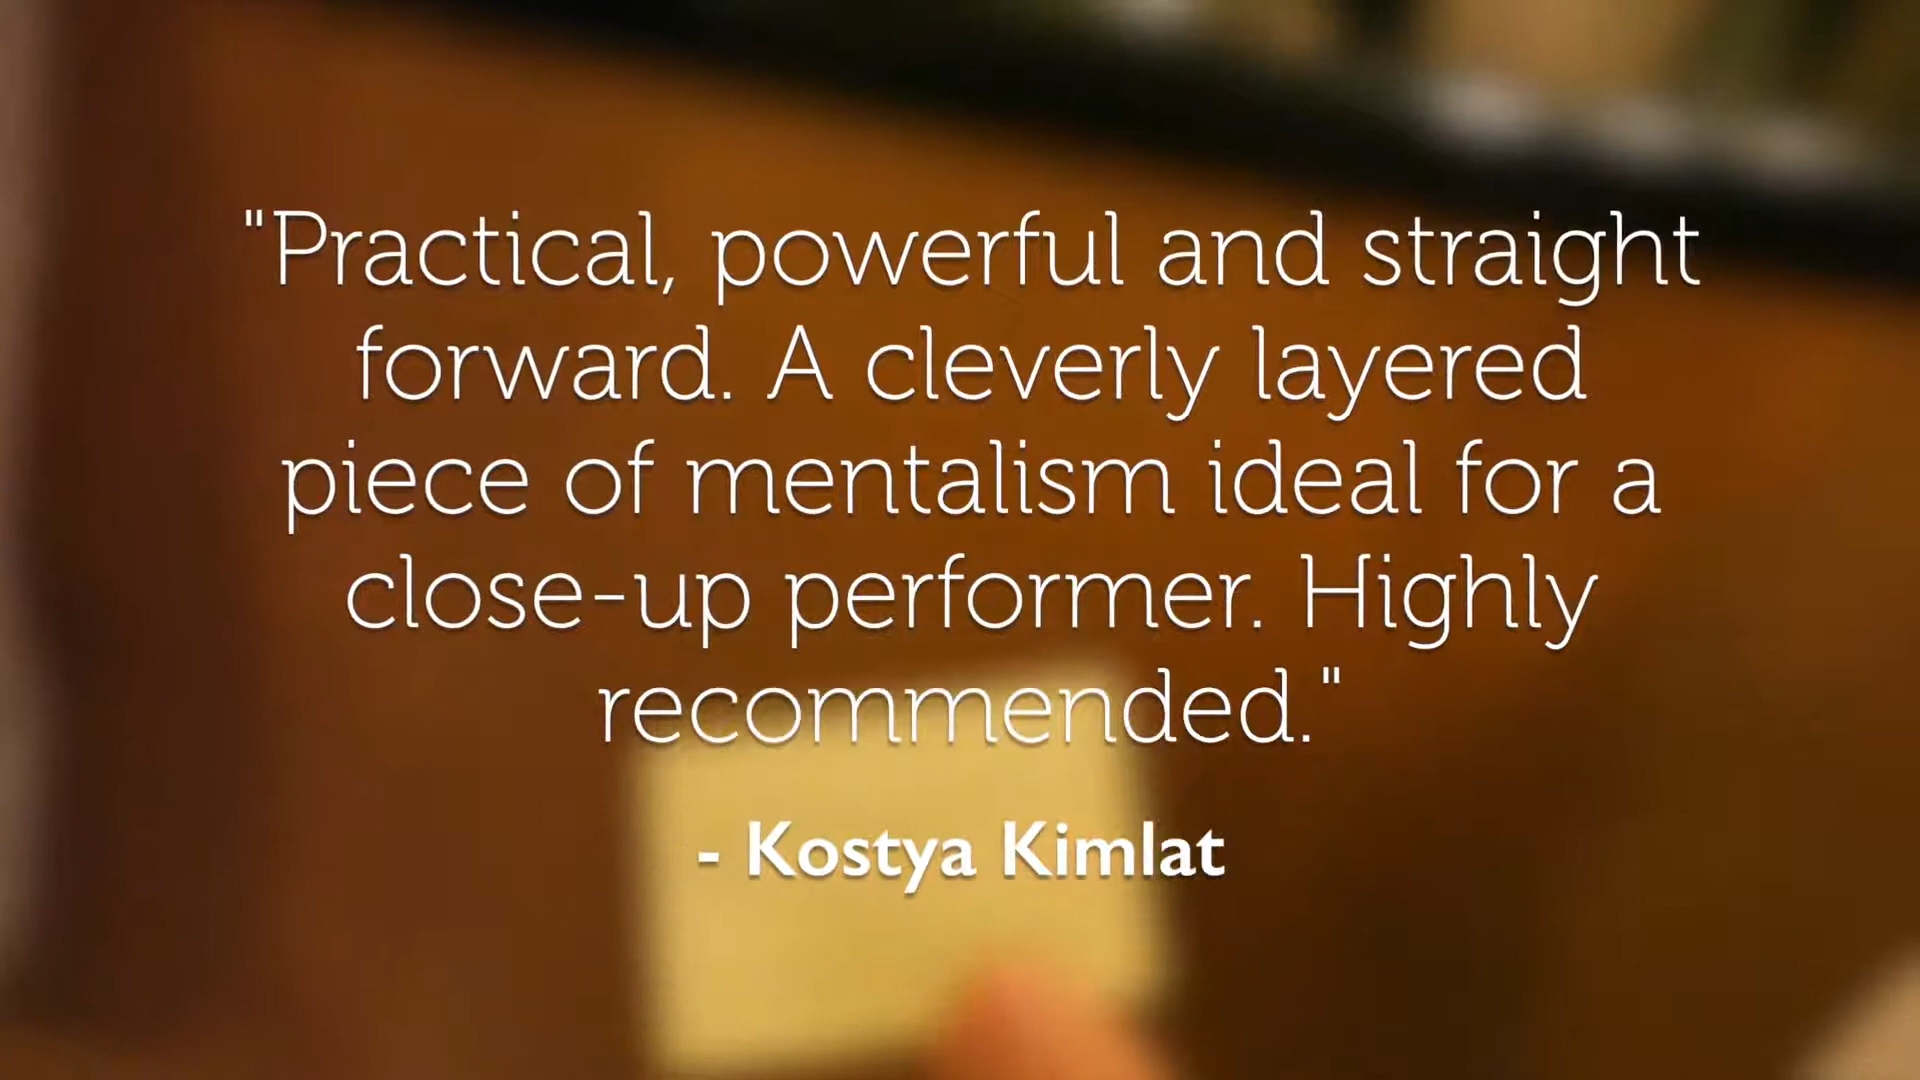 "Practical, powerful and straight
forward. A cleverly layered
piece of mentalism ideal for a
close-up performer. Highly
recommended."
- Kostya Kimlat